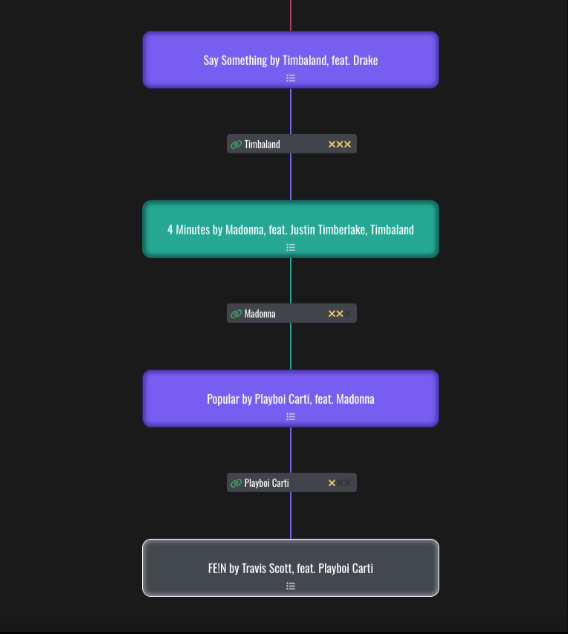 Say Something by Timbaland, feat. Drake
Timbaland
4 Minutes by Madonna, feat. Justin Timberlake, Timbaland
Madonna
Popular by Playboi Carti, feat. Madonna
Playboi Carti
FE!N by Travis Scott, feat. Playboi Carti